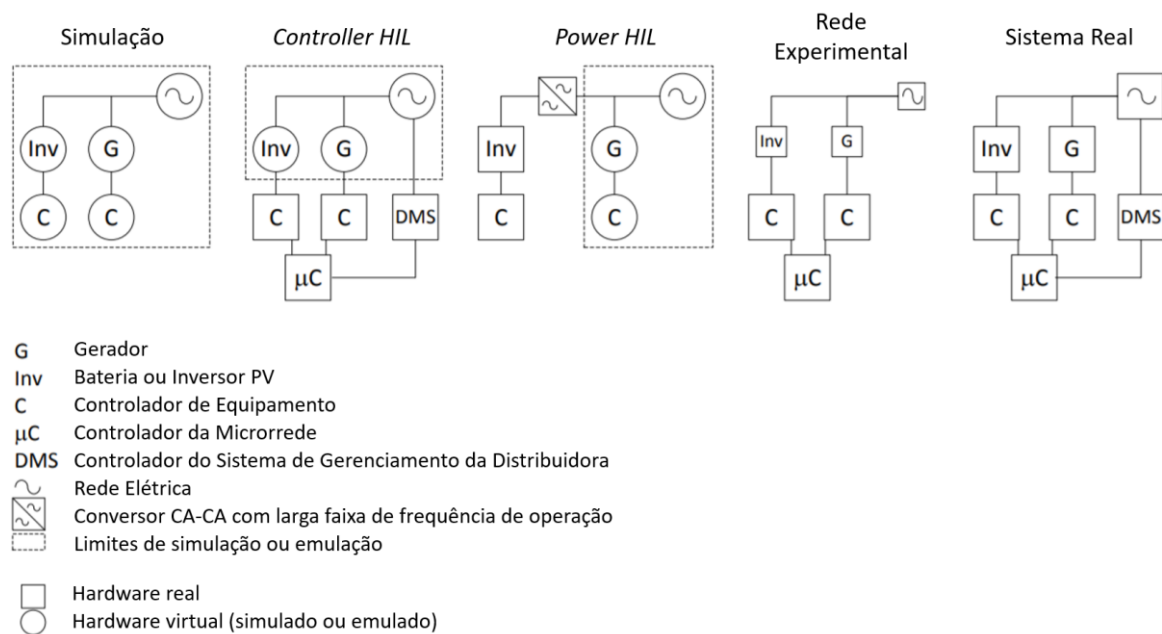 Simulação
Controller HIL
Power HIL
Rede
Experimental
Sistema Real
Inv G
C C
Inv G
C C DMS
μC
Inv G
C C
Inv G
C C
μC
Inv G
C C DMS
μC
G Gerador
Inv Bateria ou Inversor PV
C Controlador de Equipamento
μC Controlador da Microrrede
DMS Controlador do Sistema de Gerenciamento da Distribuidora
Rede Elétrica
Conversor CA-CA com larga faixa de frequência de operação
Limites de simulação ou emulação
Hardware real
Hardware virtual (simulado ou emulado)